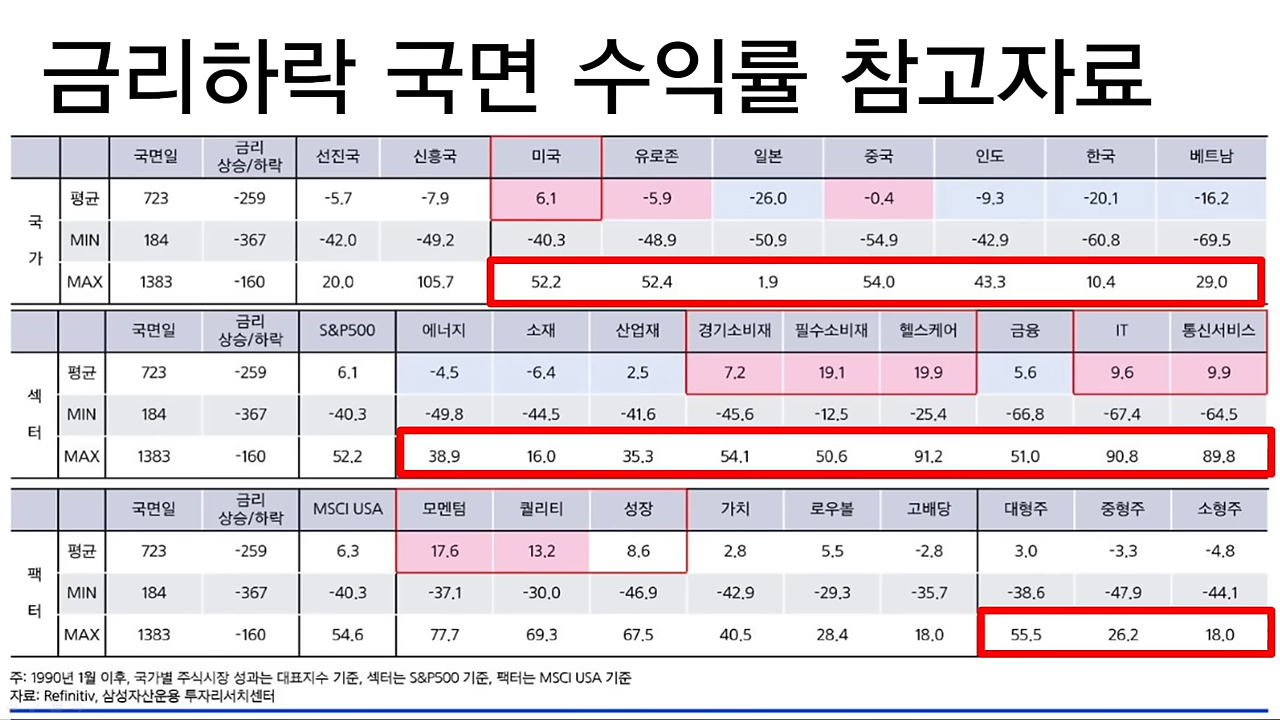 금리하락 국면 수익률 참고자료
국면일 금리 상승/하락 선진국 신흥국 미국 유로존 일본 중국 인도 한국 베트남
국가
평균 723 -259 -5.7 -7.9 6.1 -5.9 -26.0 -0.4 -9.3 -20.1 -16.2
MIN 184 -367 -42.0 -49.2 -40.3 -48.9 -50.9 -54.9 -42.9 -60.8 -69.5
MAX 1383 -160 20.0 105.7 52.2 52.4 1.9 54.0 43.3 10.4 29.0
국면일 금리 상승/하락 S&P500 에너지 소재 산업재 경기소비재 필수소비재 헬스케어 금융 IT 통신서비스
섹터
평균 723 -259 6.1 -4.5 -6.4 2.5 7.2 19.1 19.9 5.6 9.6 9.9
MIN 184 -367 -40.3 -49.8 -44.5 -41.6 -45.6 -12.5 -25.4 -66.8 -67.4 -64.5
MAX 1383 -160 52.2 38.9 16.0 35.3 54.1 50.6 91.2 51.0 90.8 89.8
국면일 금리 상승/하락 MSCI USA 모멘텀 퀄리티 성장 가치 로우볼 고배당 대형주 중형주 소형주
팩터
평균 723 -259 6.3 17.6 13.2 8.6 2.8 5.5 -2.8 3.0 -3.3 -4.8
MIN 184 -367 -40.3 -37.1 -30.0 -46.9 -42.9 -29.3 -35.7 -38.6 -47.9 -44.1
MAX 1383 -160 54.6 77.7 69.3 67.5 40.5 28.4 18.0 55.5 26.2 18.0
주: 1990년 1월 이후, 국가별 주식시장 성과는 대표지수 기준, 섹터는 S&P500 기준, 팩터는 MSCI USA 기준
자료: Refinitiv, 삼성자산운용 투자리서치센터